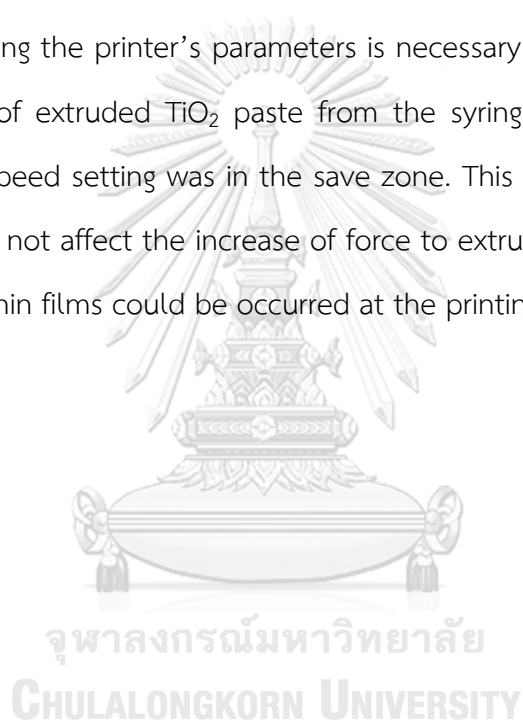 ing the printer’s parameters is necessary
of extruded TiO₂ paste from the syring
peed setting was in the save zone. This
not affect the increase of force to extru
in films could be occurred at the printin
จุฬาลงกรณ์มหาวิทยาลัย
CHULALONGKORN UNIVERSITY